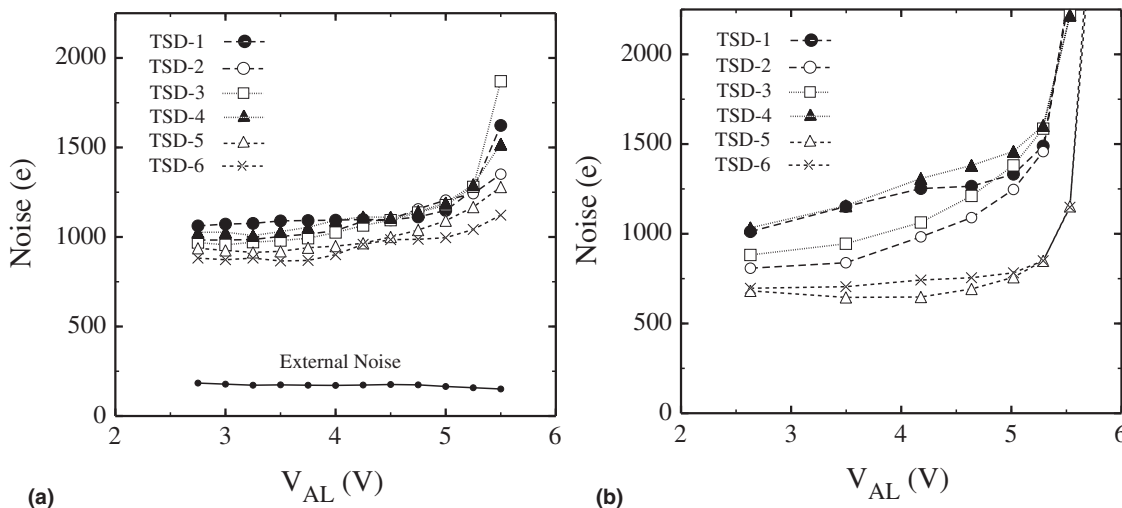 2000
1500
1000
500
0
Noise (e)
TSD-1
TSD-2
TSD-3
TSD-4
TSD-5
TSD-6
External Noise
2 3 4 5 6
V_AL (V)
(a)
2000
1500
1000
500
0
Noise (e)
TSD-1
TSD-2
TSD-3
TSD-4
TSD-5
TSD-6
2 3 4 5 6
V_AL (V)
(b)